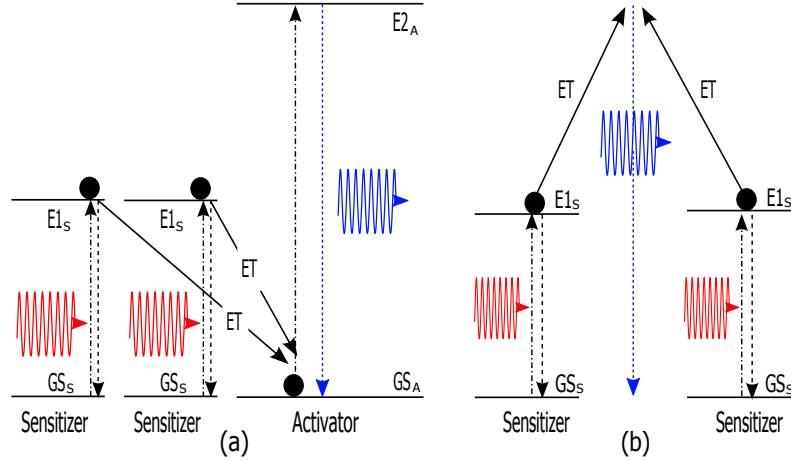 E2A
ET
ET
E1S
E1S
E1S
E1S
ET
ET
GSS
GSS
GSA
GSS
GSS
Sensitizer
Sensitizer
Activator
Sensitizer
Sensitizer
(a)
(b)